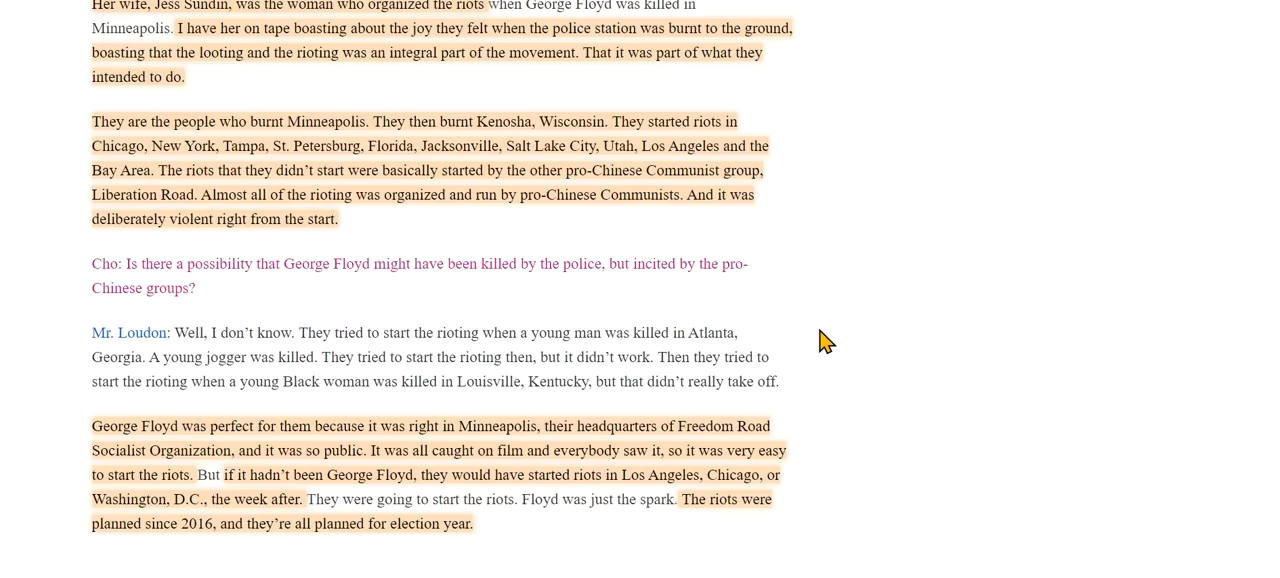 Her wife, Jess Sundin, was the woman who organized the riots when George Floyd was killed in
Minneapolis. I have her on tape boasting about the joy they felt when the police station was burnt to the ground,
boasting that the looting and the rioting was an integral part of the movement. That it was part of what they
intended to do.
They are the people who burnt Minneapolis. They then burnt Kenosha, Wisconsin. They started riots in
Chicago, New York, Tampa, St. Petersburg, Florida, Jacksonville, Salt Lake City, Utah, Los Angeles and the
Bay Area. The riots that they didn’t start were basically started by the other pro-Chinese Communist group,
Liberation Road. Almost all of the rioting was organized and run by pro-Chinese Communists. And it was
deliberately violent right from the start.
Cho: Is there a possibility that George Floyd might have been killed by the police, but incited by the pro-
Chinese groups?
Mr. Loudon: Well, I don’t know. They tried to start the rioting when a young man was killed in Atlanta,
Georgia. A young jogger was killed. They tried to start the rioting then, but it didn’t work. Then they tried to
start the rioting when a young Black woman was killed in Louisville, Kentucky, but that didn’t really take off.
George Floyd was perfect for them because it was right in Minneapolis, their headquarters of Freedom Road
Socialist Organization, and it was so public. It was all caught on film and everybody saw it, so it was very easy
to start the riots. But if it hadn’t been George Floyd, they would have started riots in Los Angeles, Chicago, or
Washington, D.C., the week after. They were going to start the riots. Floyd was just the spark. The riots were
planned since 2016, and they’re all planned for election year.